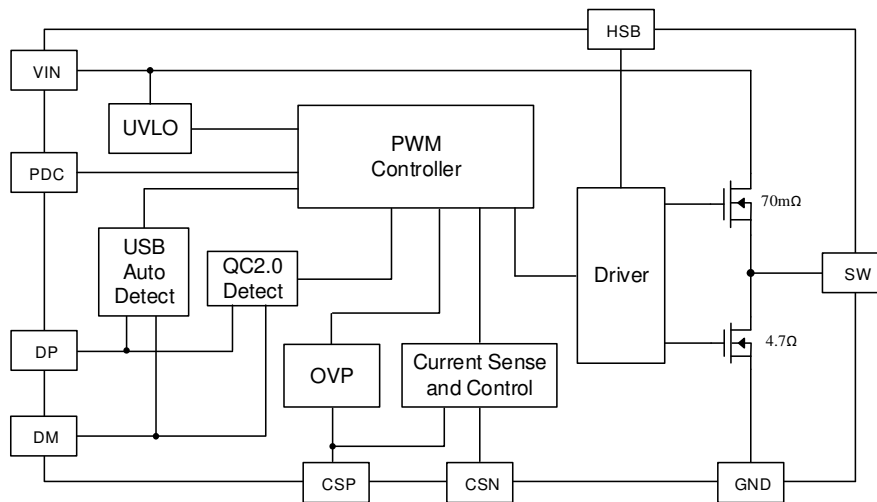 HSB
VIN
UVLO
PWM
Controller
PDC
70mΩ
USB
Auto
Detect
QC2.0
Detect
Driver
SW
DP
OVP
Current Sense
and Control
4.7Ω
DM
CSP
CSN
GND